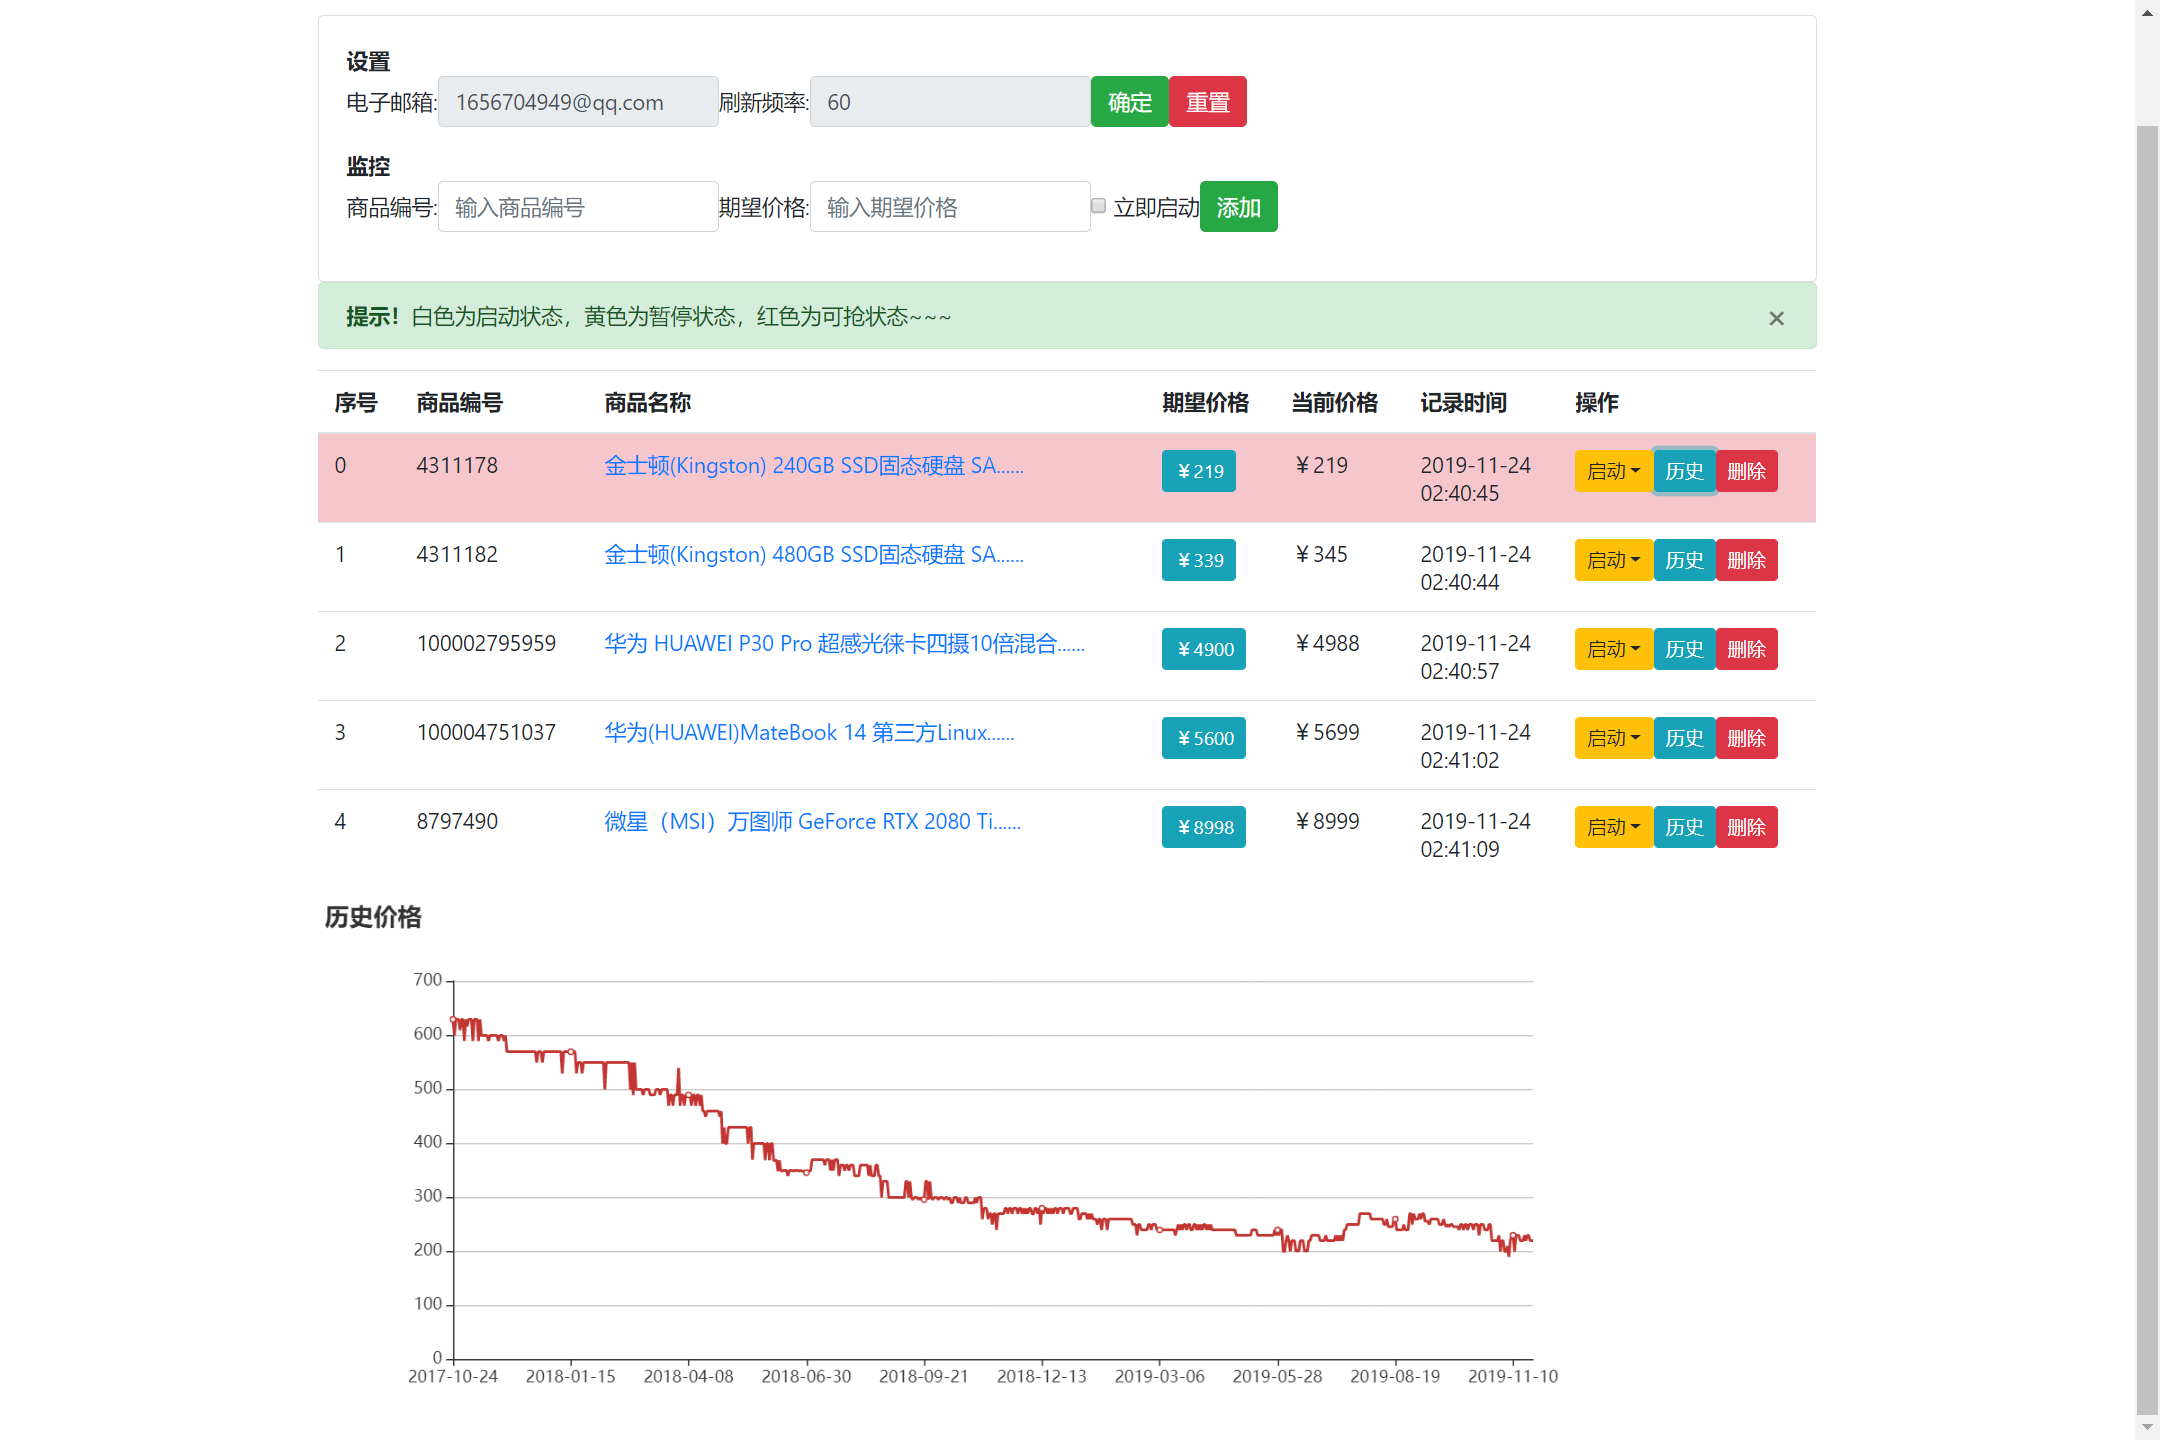 设置
电子邮箱: 1656704949@qq.com 刷新频率: 60 确定 重置
监控
商品编号: 输入商品编号 期望价格: 输入期望价格 立即启动 添加
提示！白色为启动状态，黄色为暂停状态，红色为可抢状态~~~ ×
序号 商品编号 商品名称 期望价格 当前价格 记录时间 操作
0 4311178 金士顿(Kingston) 240GB SSD固态硬盘 SA...... ¥219 ¥219 2019-11-24 02:40:45 启动 历史 删除
1 4311182 金士顿(Kingston) 480GB SSD固态硬盘 SA...... ¥339 ¥345 2019-11-24 02:40:44 启动 历史 删除
2 100002795959 华为 HUAWEI P30 Pro 超感光徕卡四摄10倍混合...... ¥4900 ¥4988 2019-11-24 02:40:57 启动 历史 删除
3 100004751037 华为(HUAWEI)MateBook 14 第三方Linux...... ¥5600 ¥5699 2019-11-24 02:41:02 启动 历史 删除
4 8797490 微星（MSI）万图师 GeForce RTX 2080 Ti...... ¥8998 ¥8999 2019-11-24 02:41:09 启动 历史 删除
历史价格
700
600
500
400
300
200
100
0
2017-10-24 2018-01-15 2018-04-08 2018-06-30 2018-09-21 2018-12-13 2019-03-06 2019-05-28 2019-08-19 2019-11-10